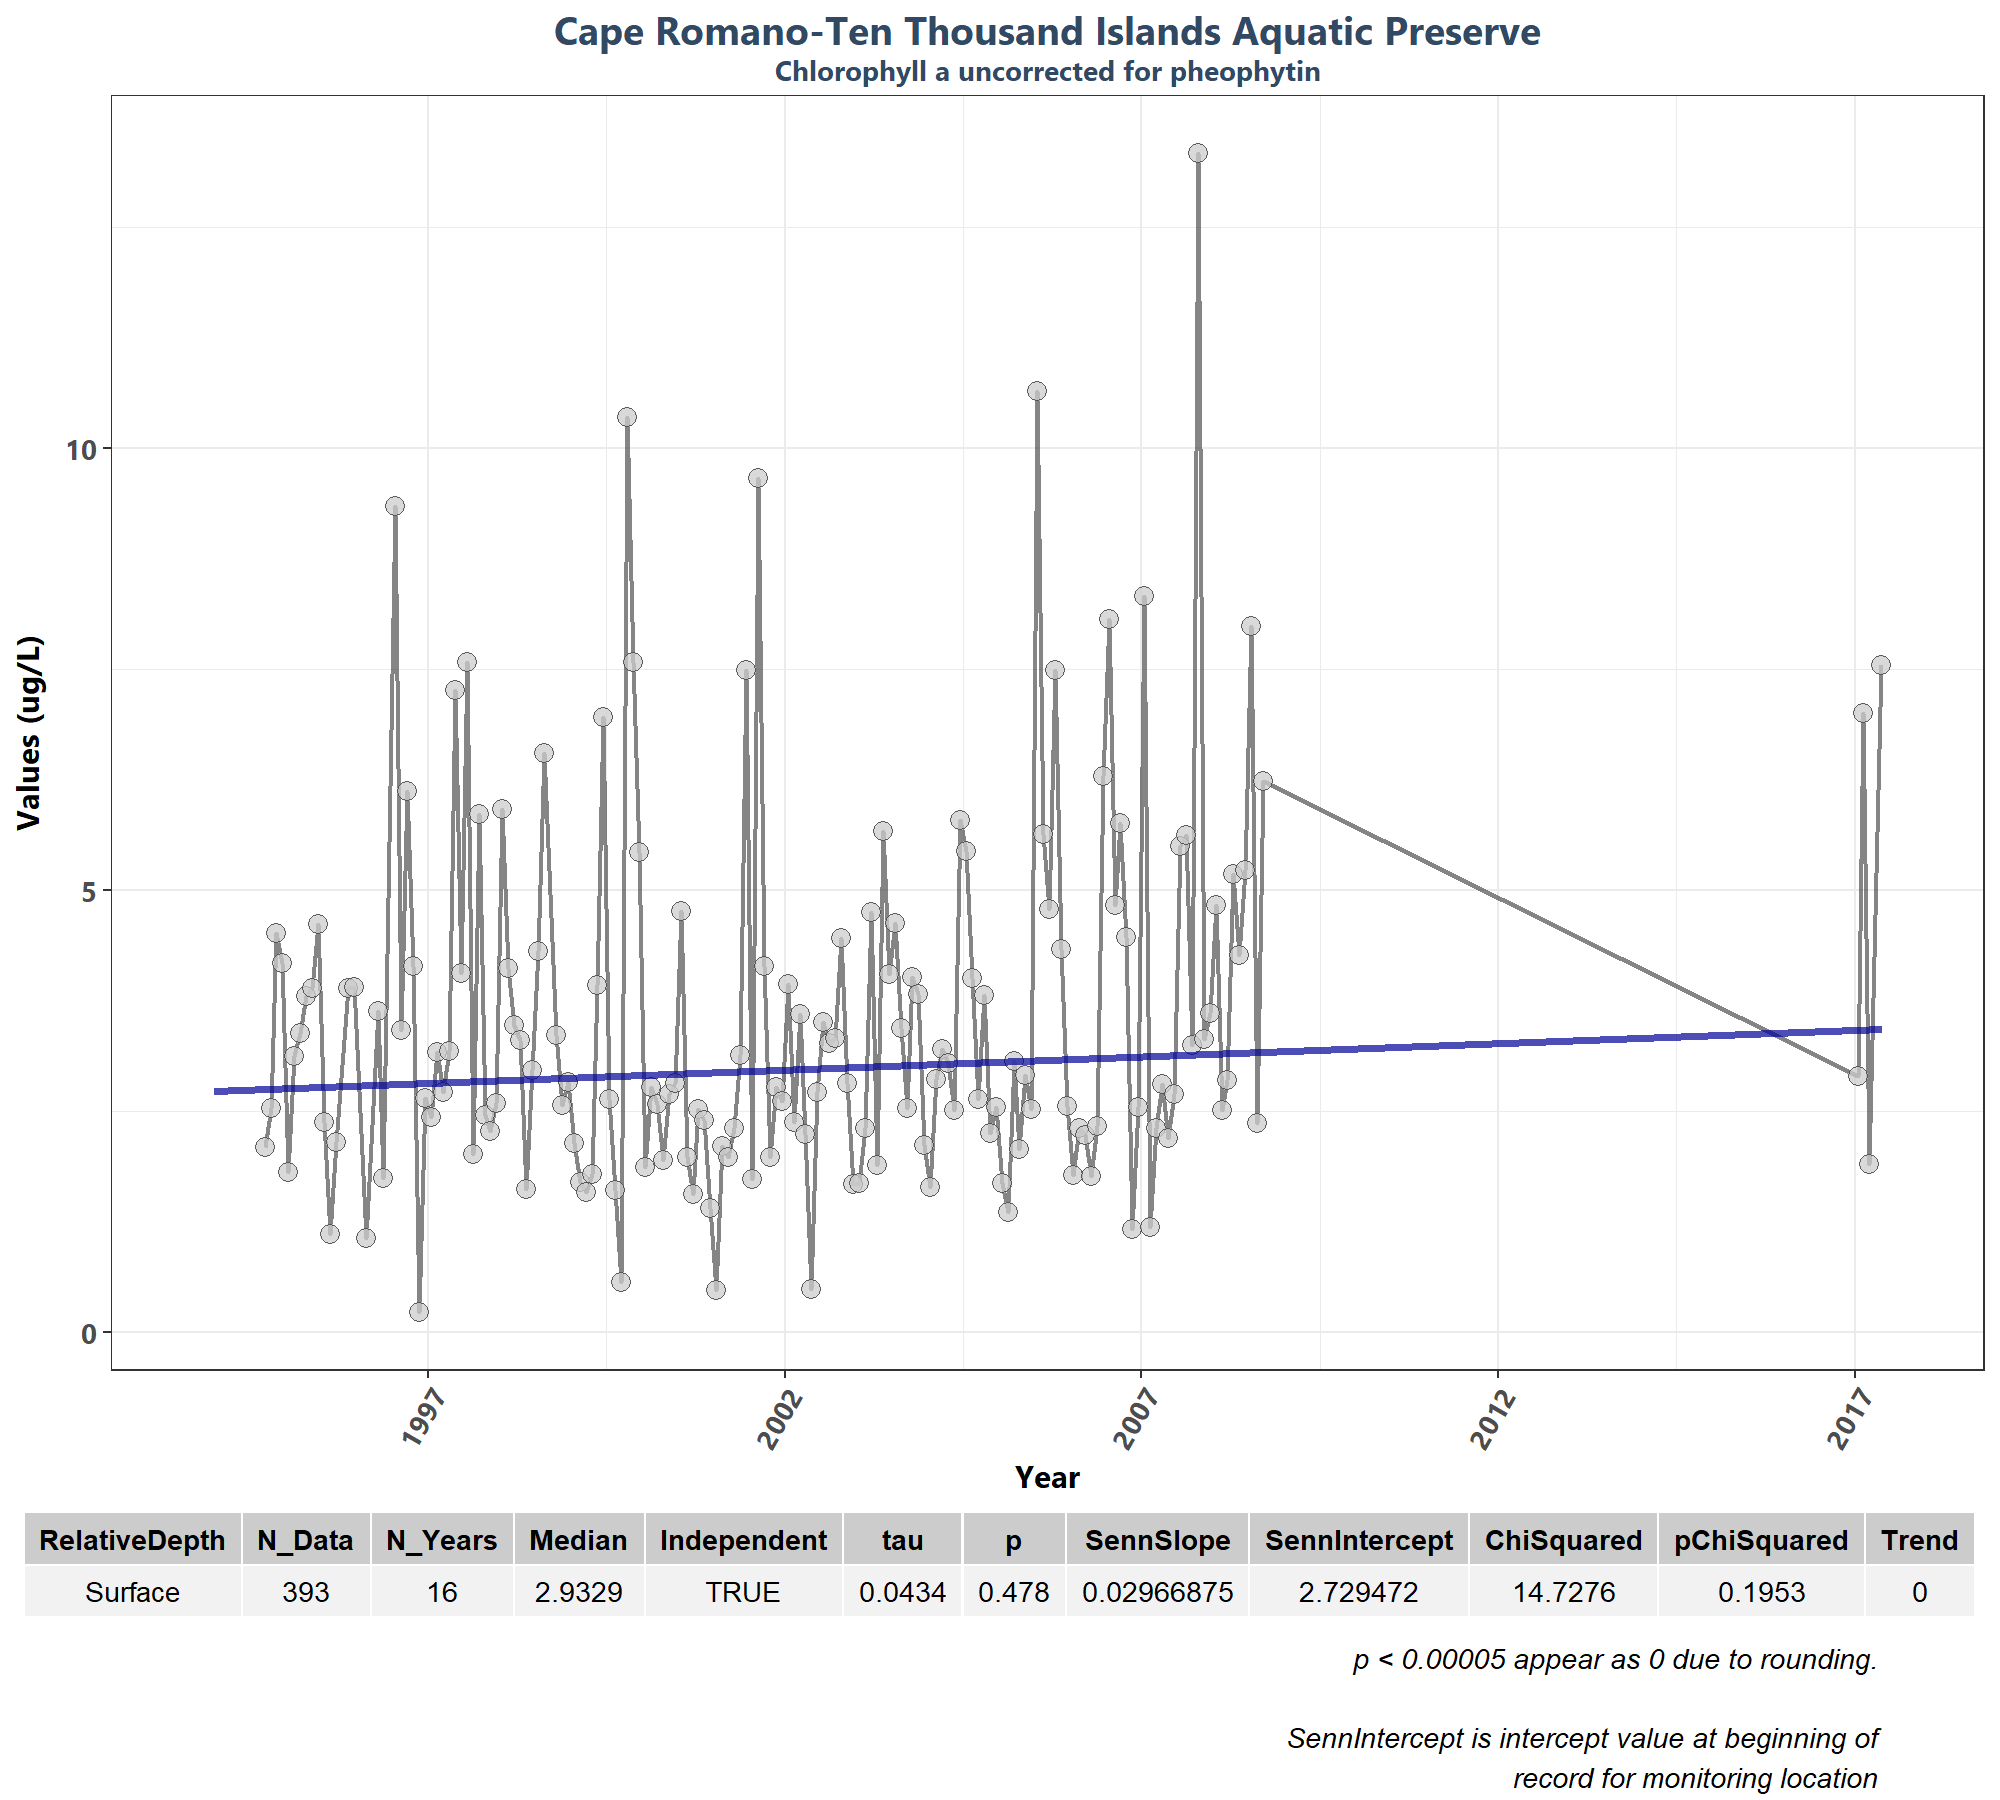 Cape Romano-Ten Thousand Islands Aquatic Preserve
Chlorophyll a uncorrected for pheophytin
Values (ug/L)
10
5
0
1997
2002
2007
2012
2017
Year
RelativeDepth N_Data N_Years Median Independent tau p SennSlope SennIntercept ChiSquared pChiSquared Trend
Surface 393 16 2.9329 TRUE 0.0434 0.478 0.02966875 2.729472 14.7276 0.1953 0
p < 0.00005 appear as 0 due to rounding.
SennIntercept is intercept value at beginning of
record for monitoring location